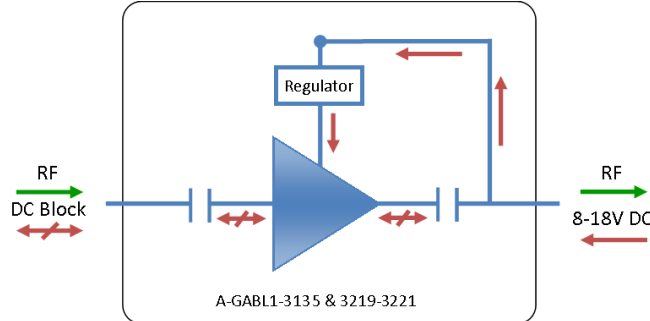 Regulator
RF
DC Block
RF
8-18V DC
A-GABL1-3135 & 3219-3221